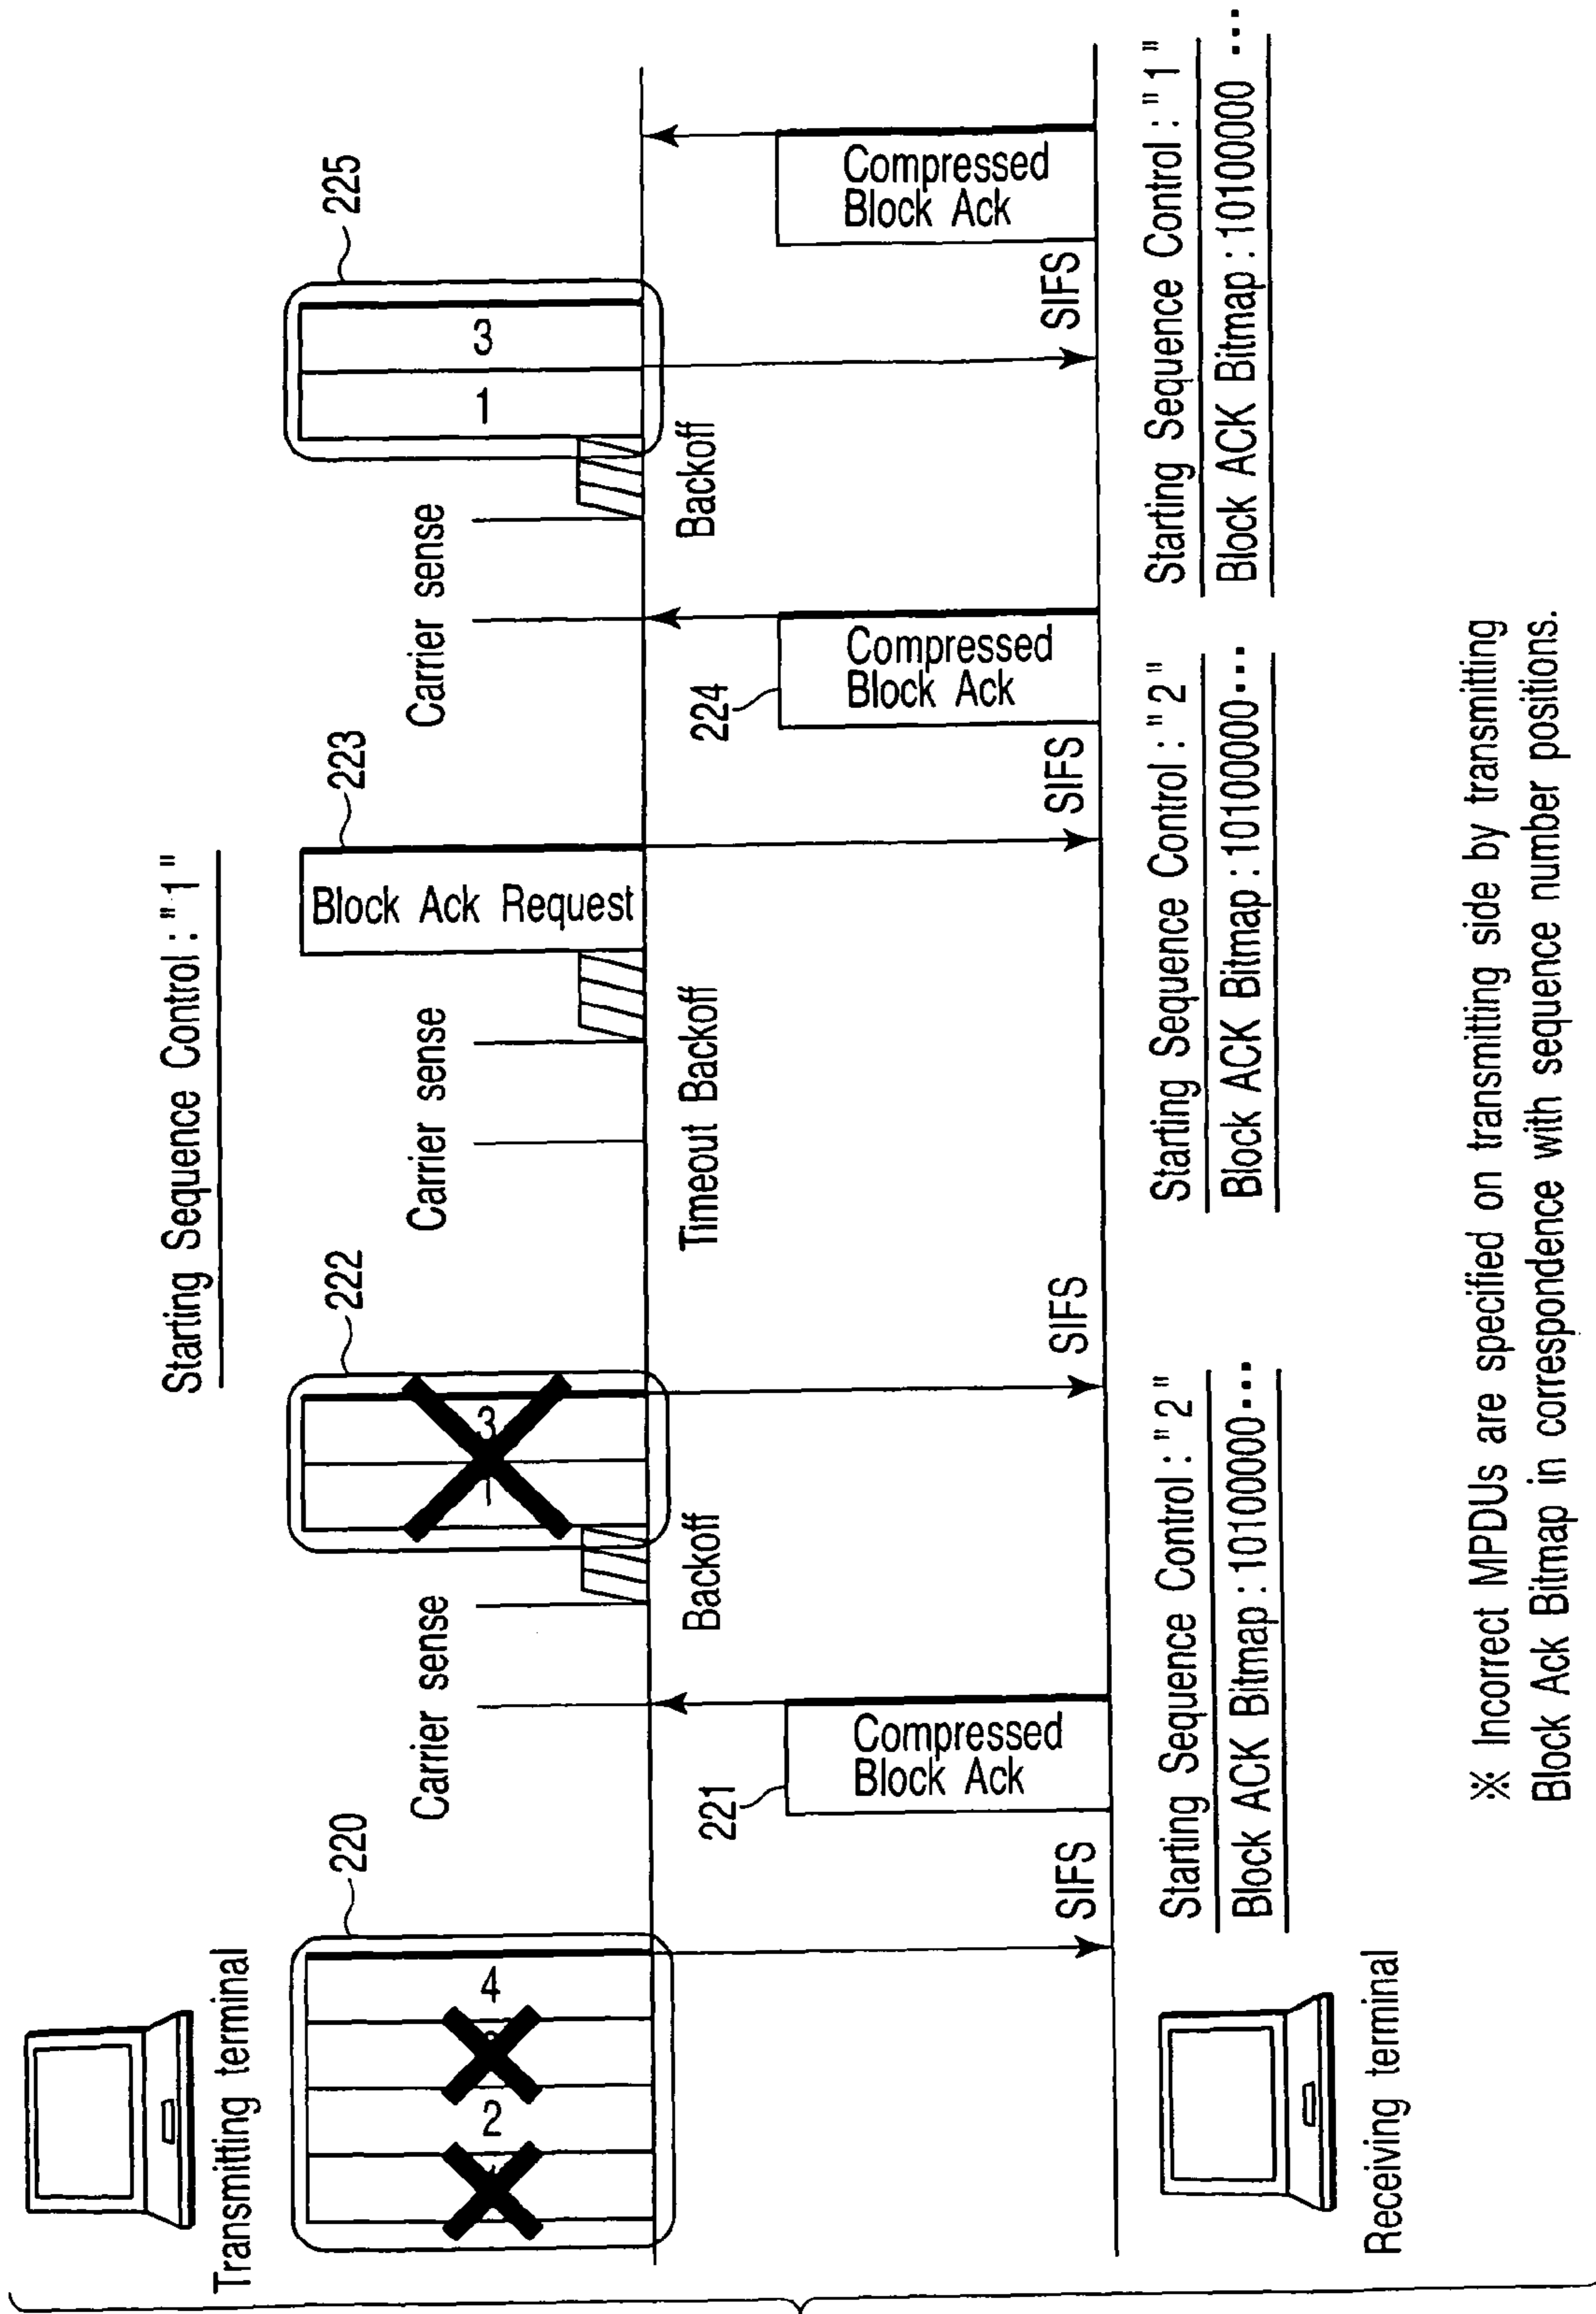 Transmitting terminal
220
4
2
Starting Sequence Control : "1"
222
223
225
3
Block Ack Request
1
3
Carrier sense
Carrier sense
Carrier sense
Carrier sense
Backoff
Timeout Backoff
Backoff
221
Compressed
Block Ack
224
Compressed
Block Ack
Compressed
Block Ack
SIFS
SIFS
SIFS
SIFS
Receiving terminal
Starting Sequence Control : "2"
Block ACK Bitmap : 1010000•••
Starting Sequence Control : "2"
Block ACK Bitmap : 10100000•••
Starting Sequence Control : "1"
Block ACK Bitmap : 10100000 •••
※ Incorrect MPDUs are specified on transmitting side by transmitting
Block Ack Bitmap in correspondence with sequence number positions.